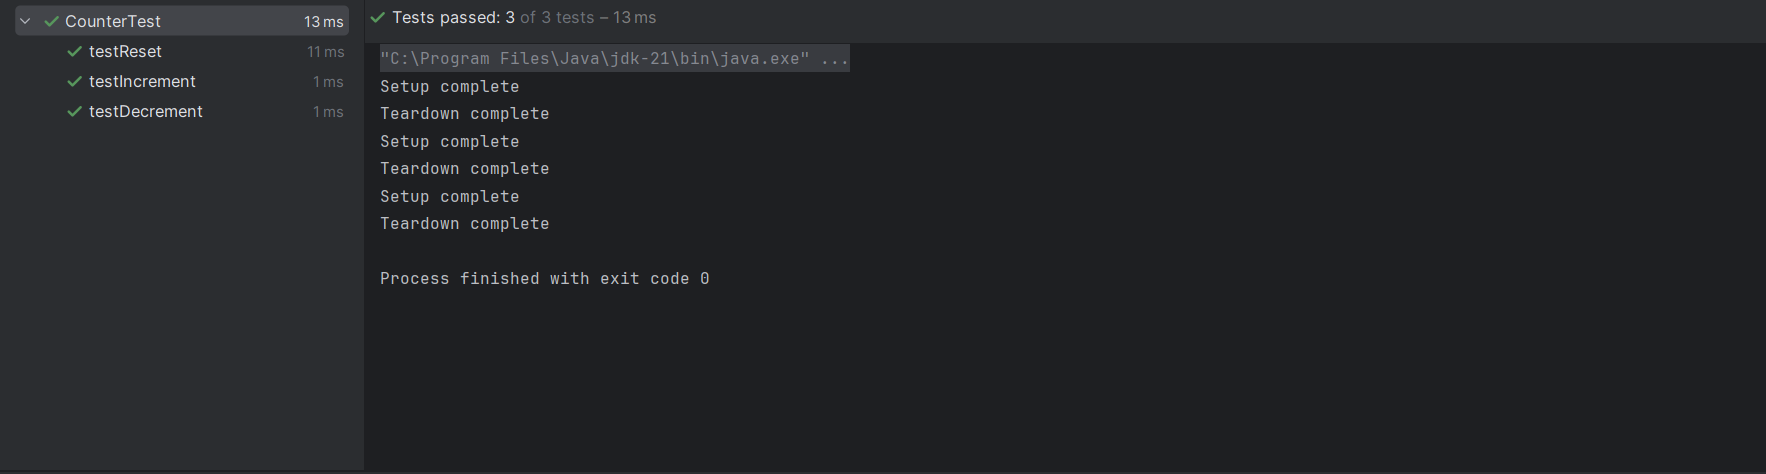 CounterTest 13 ms
testReset 11 ms
testIncrement 1 ms
testDecrement 1 ms
Tests passed: 3 of 3 tests – 13 ms
"C:\Program Files\Java\jdk-21\bin\java.exe" ...
Setup complete
Teardown complete
Setup complete
Teardown complete
Setup complete
Teardown complete
Process finished with exit code 0